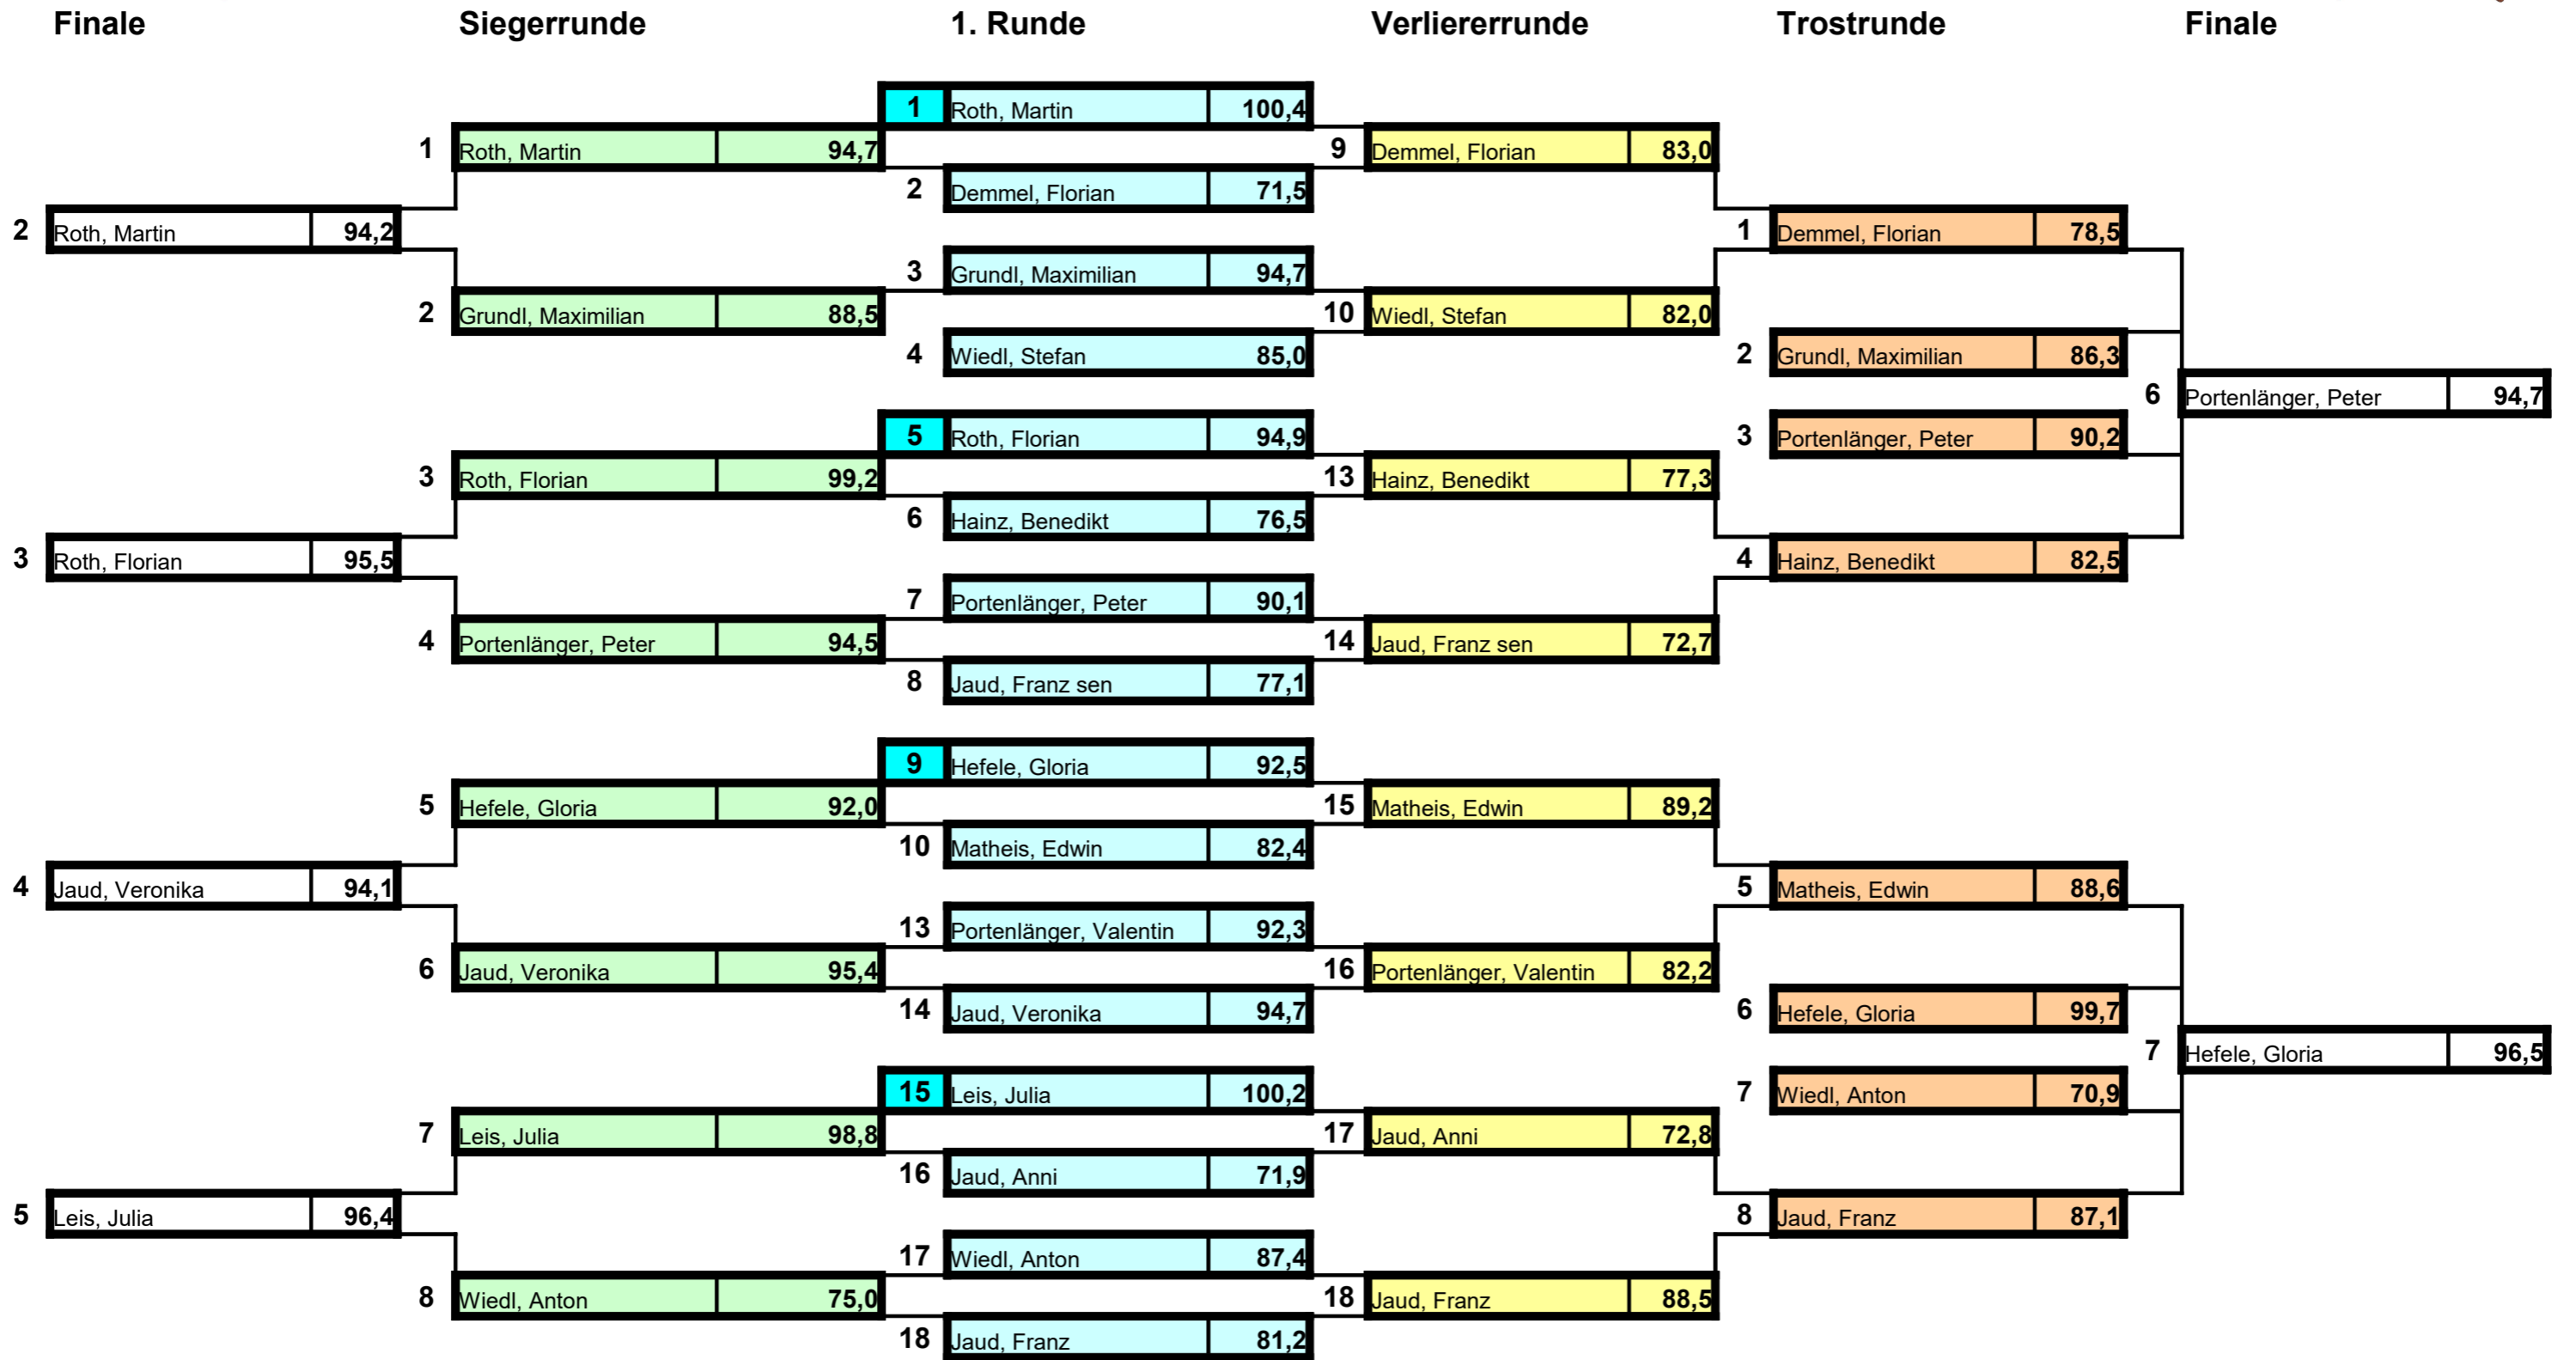 Finale Siegerrunde 1. Runde Verliererrunde Trostrunde Finale
1 Roth, Martin 100,4
1 Roth, Martin 94,7 9 Demmel, Florian 83,0
2 Demmel, Florian 71,5
2 Roth, Martin 94,2 1 Demmel, Florian 78,5
3 Grundl, Maximilian 94,7
2 Grundl, Maximilian 88,5 10 Wiedl, Stefan 82,0
4 Wiedl, Stefan 85,0 2 Grundl, Maximilian 86,3
6 Portenlänger, Peter 94,7
5 Roth, Florian 94,9 3 Portenlänger, Peter 90,2
3 Roth, Florian 99,2 13 Hainz, Benedikt 77,3
6 Hainz, Benedikt 76,5
3 Roth, Florian 95,5 4 Hainz, Benedikt 82,5
7 Portenlänger, Peter 90,1
4 Portenlänger, Peter 94,5 14 Jaud, Franz sen 72,7
8 Jaud, Franz sen 77,1
9 Hefele, Gloria 92,5
5 Hefele, Gloria 92,0 15 Matheis, Edwin 89,2
10 Matheis, Edwin 82,4
4 Jaud, Veronika 94,1 5 Matheis, Edwin 88,6
13 Portenlänger, Valentin 92,3
6 Jaud, Veronika 95,4 16 Portenlänger, Valentin 82,2
14 Jaud, Veronika 94,7 6 Hefele, Gloria 99,7
7 Hefele, Gloria 96,5
15 Leis, Julia 100,2 7 Wiedl, Anton 70,9
7 Leis, Julia 98,8 17 Jaud, Anni 72,8
16 Jaud, Anni 71,9
5 Leis, Julia 96,4 8 Jaud, Franz 87,1
17 Wiedl, Anton 87,4
8 Wiedl, Anton 75,0 18 Jaud, Franz 88,5
18 Jaud, Franz 81,2